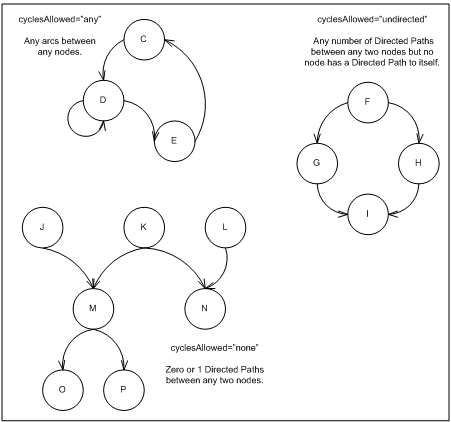 cyclesAllowed="any"
Any arcs between
any nodes.
C
D
E
cyclesAllowed="undirected"
Any number of Directed Paths
between any two nodes but no
node has a Directed Path to itself.
F
G
H
I
J
K
L
M
N
cyclesAllowed="none"
Zero or 1 Directed Paths
between any two nodes.
O
P